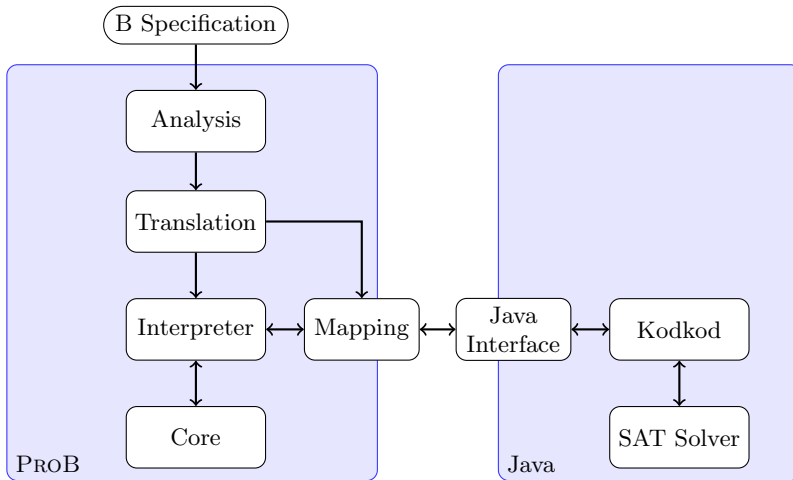 B Specification
Analysis
Translation
Interpreter
Mapping
Java
Interface
Kodkod
Core
SAT Solver
PROB
Java